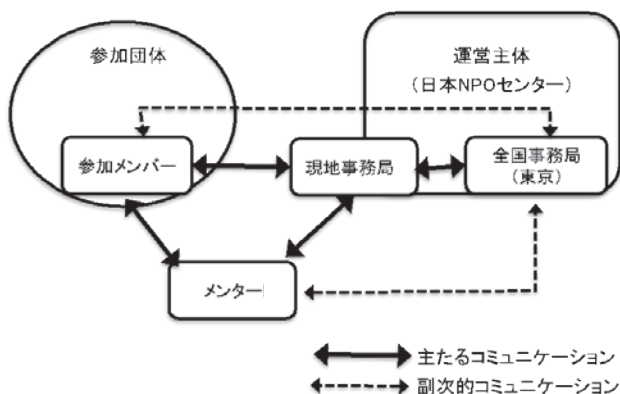 参加団体
運営主体
(日本NPOセンター)
参加メンバー
現地事務局
全国事務局
(東京)
メンター
主たるコミュニケーション
副次的コミュニケーション